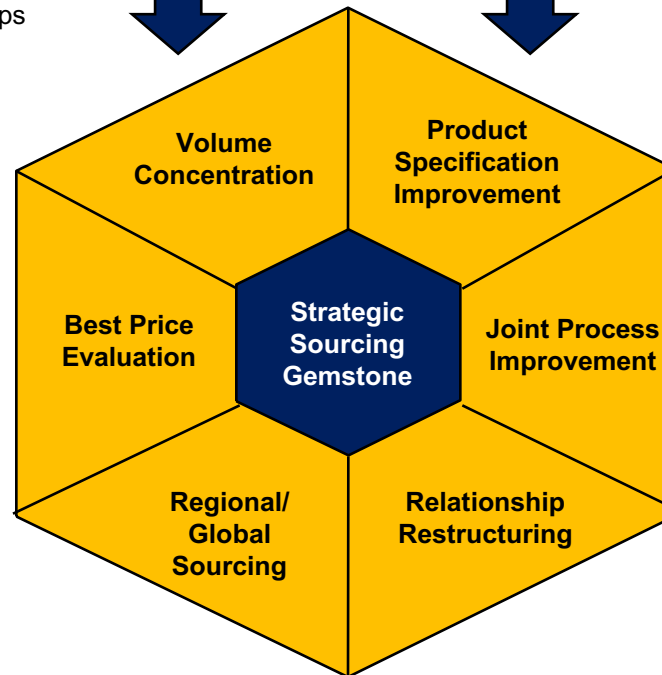 ps
Volume
Concentration
Product
Specification
Improvement
Best Price
Evaluation
Strategic
Sourcing
Gemstone
Joint Process
Improvement
Regional/
Global
Sourcing
Relationship
Restructuring